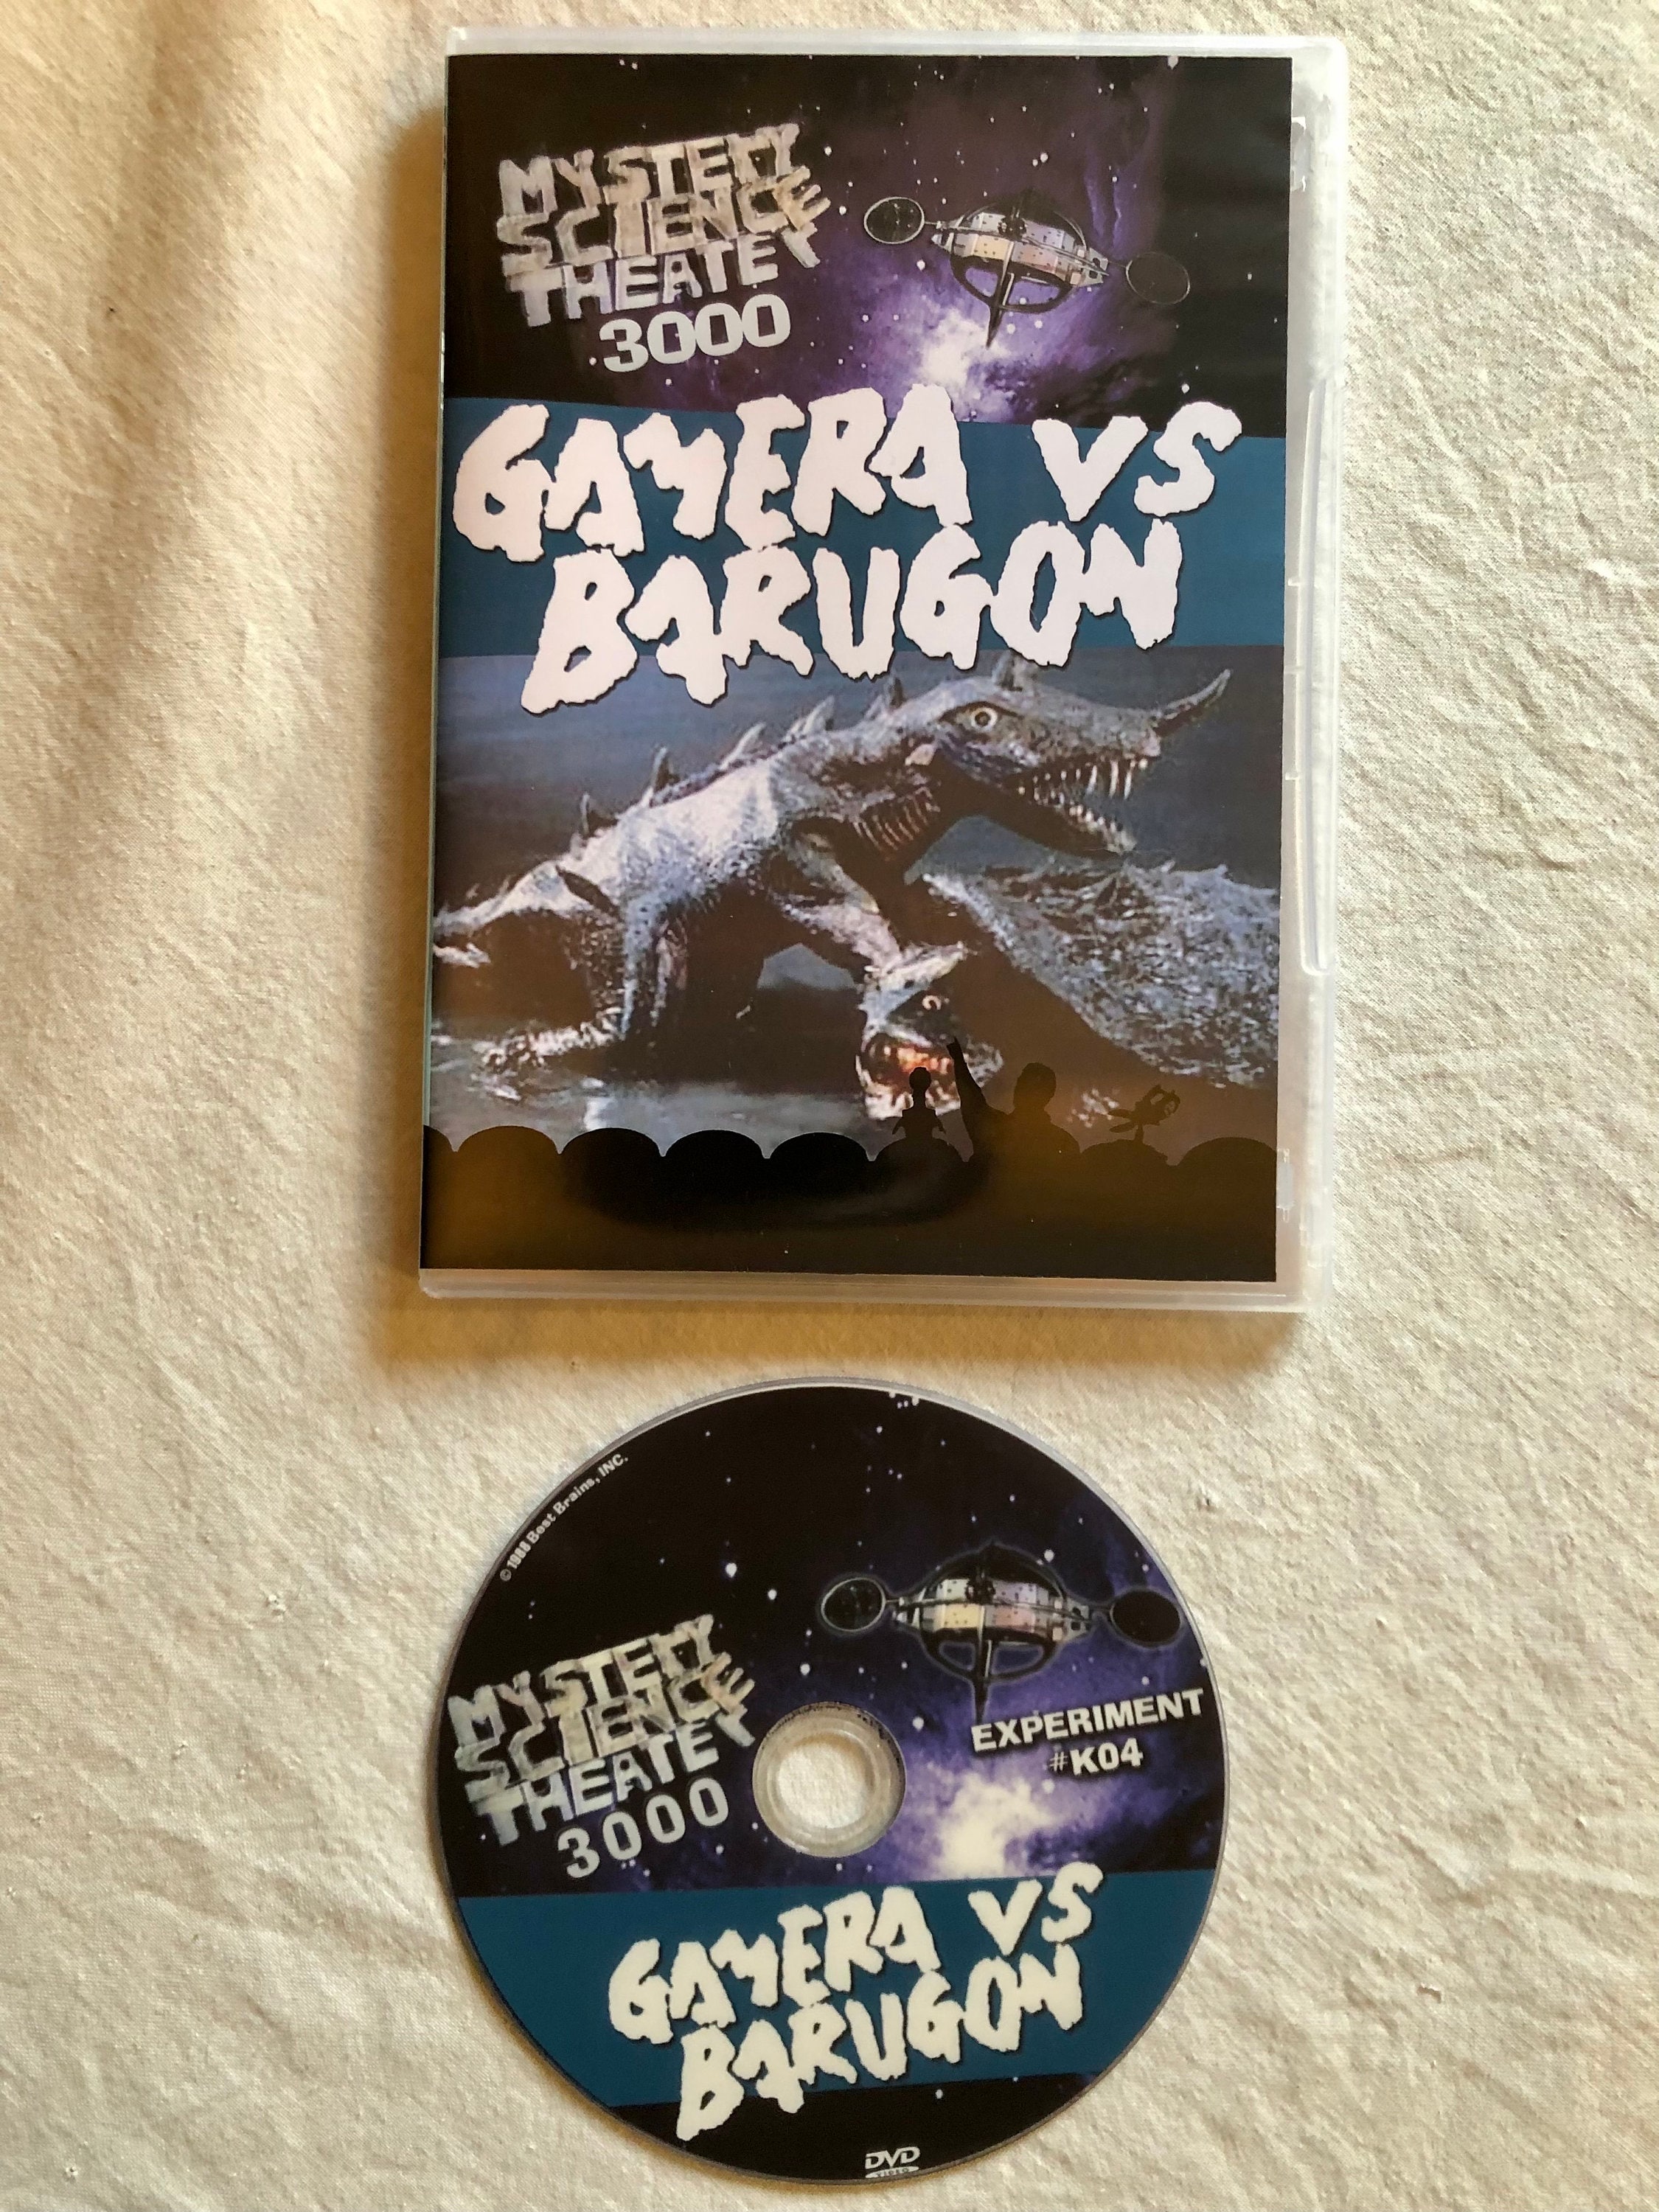 MYSTERY
SCIENCE
THEATER
3000
GAMERA VS
BARUGON
© 1988 Best Brains, INC.
MYSTERY
SCIENCE
THEATER
3000
EXPERIMENT
#K04
GAMERA VS
BARUGON
DVD
VIDEO